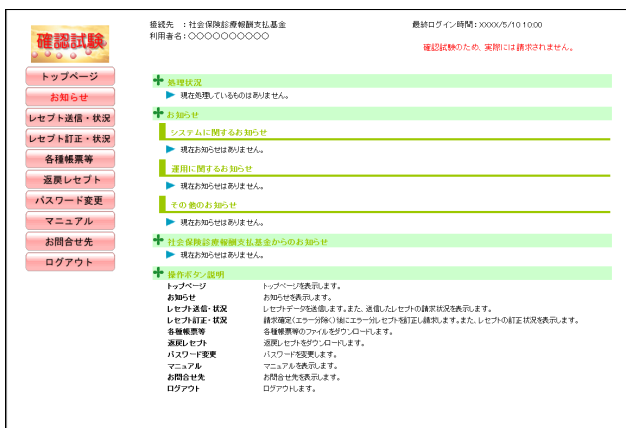 確認試験
接続先 ：社会保険診療報酬支払基金
利用者名：〇〇〇〇〇〇〇〇〇〇
最終ログイン時間：XXXX/5/10 10:00
確認試験のため、実際には請求されません。
トップページ
お知らせ
レセプト送信・状況
レセプト訂正・状況
各種帳票等
返戻レセプト
パスワード変更
マニュアル
お問合せ先
ログアウト
処理状況
現在処理しているものはありません。
お知らせ
システムに関するお知らせ
現在お知らせはありません。
運用に関するお知らせ
現在お知らせはありません。
その他のお知らせ
現在お知らせはありません。
社会保険診療報酬支払基金からのお知らせ
現在お知らせはありません。
操作ボタン説明
トップページ トップページを表示します。
お知らせ お知らせを表示します。
レセプト送信・状況 レセプトデータを送信します。また、送信したレセプトの請求状況を表示します。
レセプト訂正・状況 請求確定(エラー分除く)後にエラー分レセプトを訂正し請求します。また、レセプトの訂正状況を表示します。
各種帳票等 各種帳票等のファイルをダウンロードします。
返戻レセプト 返戻レセプトをダウンロードします。
パスワード変更 パスワードを変更します。
マニュアル マニュアルを表示します。
お問合せ先 お問合せ先を表示します。
ログアウト ログアウトします。